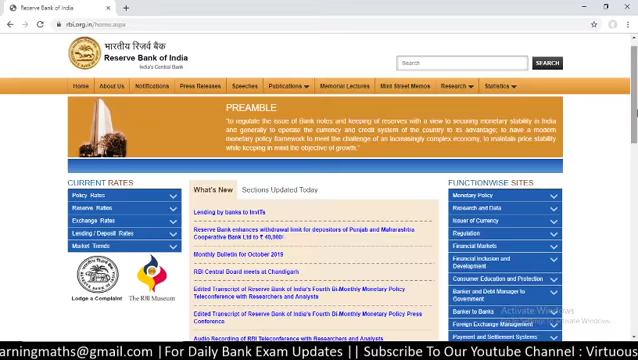 Reserve Bank of India
rbi.org.in/home.aspx
भारतीय रिज़र्व बैंक
Reserve Bank of India
India's Central Bank
Search
SEARCH
Home
About Us
Notifications
Press Releases
Speeches
Publications
Memorial Lectures
Mint Street Memos
Research
Statistics
PREAMBLE
"to regulate the issue of Bank notes and keeping of reserves with a view to securing monetary stability in India
and generally to operate the currency and credit system of the country to its advantage; to have a modern
monetary policy framework to meet the challenge of an increasingly complex economy, to maintain price stability
while keeping in mind the objective of growth."
CURRENT RATES
Policy Rates
Reserve Rates
Exchange Rates
Lending / Deposit Rates
Market Trends
Lodge a Complaint
The RBI Museum
What's New
Sections Updated Today
Lending by banks to InvITs
Reserve Bank enhances withdrawal limit for depositors of Punjab and Maharashtra
Cooperative Bank Ltd to ₹ 40,000/-
Monthly Bulletin for October 2019
RBI Central Board meets at Chandigarh
Edited Transcript of Reserve Bank of India's Fourth Bi-Monthly Monetary Policy
Teleconference with Researchers and Analysts
Edited Transcript of Reserve Bank of India's Fourth Bi-Monthly Monetary Policy Press
Conference
Audio Recording of RBI Teleconference with Researchers and Analysts
FUNCTIONWISE SITES
Monetary Policy
Research and Data
Issuer of Currency
Regulation
Financial Markets
Financial Inclusion and
Development
Consumer Education and Protection
Banker and Debt Manager to
Government
Banker to Banks
Foreign Exchange Management
Payment and Settlement Systems
Activate Windows
Go to Settings to activate Windows.
arningmaths@gmail.com |For Daily Bank Exam Updates || Subscribe To Our Youtube Channel : Virtuous